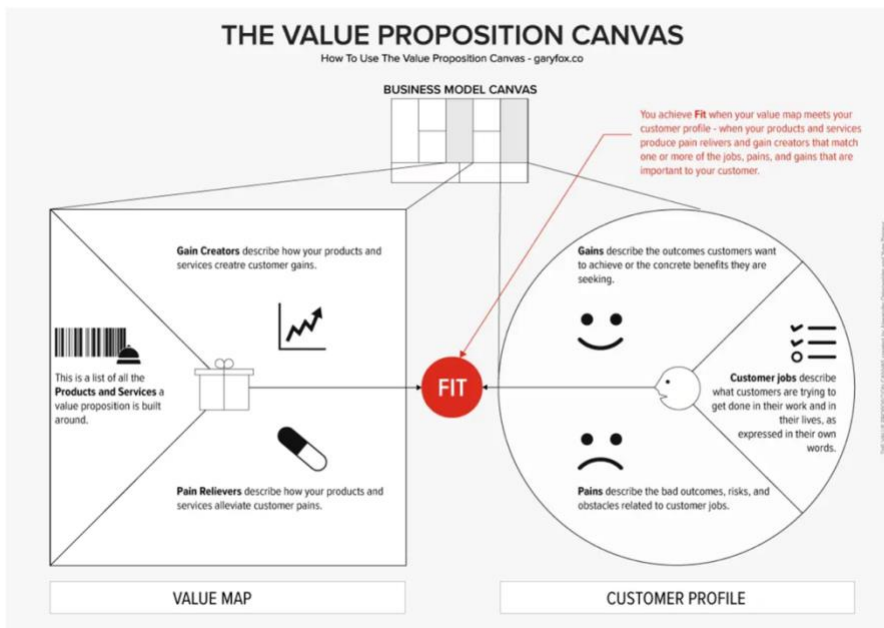 THE VALUE PROPOSITION CANVAS
How To Use The Value Proposition Canvas - garyfox.co
BUSINESS MODEL CANVAS
You achieve Fit when your value map meets your
customer profile - when your products and services
produce pain relivers and gain creators that match
one or more of the jobs, pains, and gains that are
important to your customer.
Gain Creators describe how your products and
services creatre customer gains.
This is a list of all the
Products and Services a
value proposition is built
around.
Pain Relievers describe how your products and
services alleviate customer pains.
FIT
Gains describe the outcomes customers want
to achieve or the concrete benefits they are
seeking.
Customer jobs describe
what customers are trying to
get done in their work and in
their lives, as
expressed in their own
words.
Pains describe the bad outcomes, risks, and
obstacles related to customer jobs.
VALUE MAP
CUSTOMER PROFILE